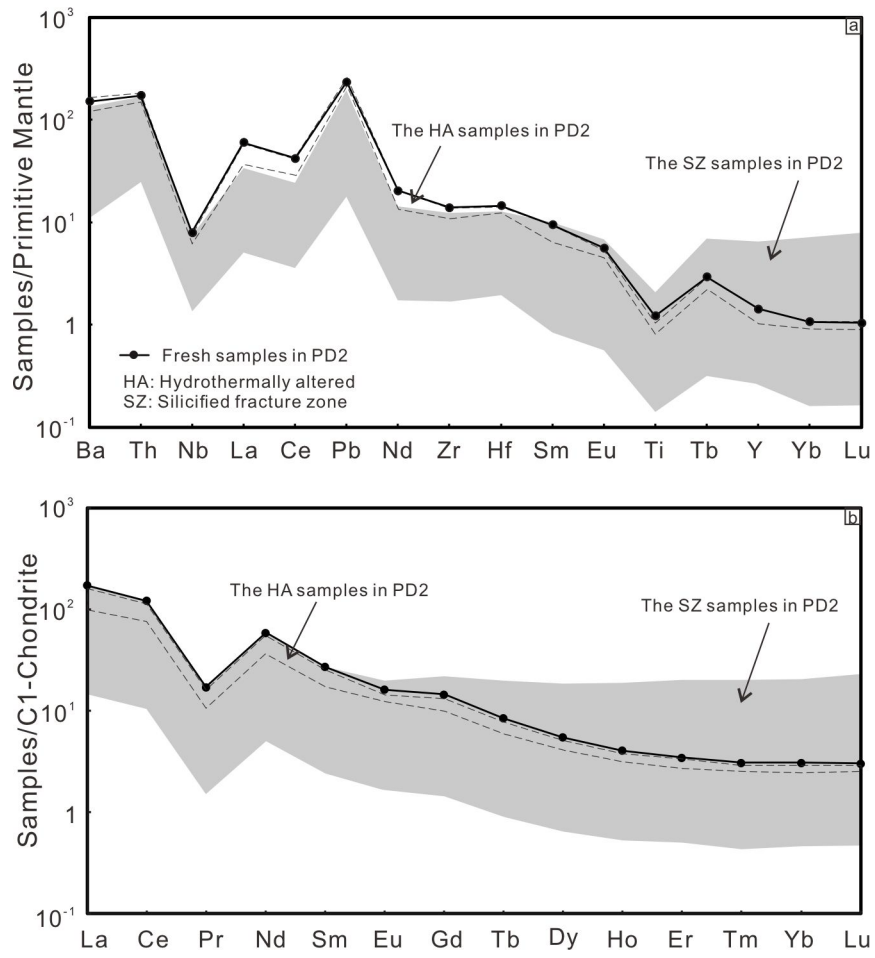 10³
a
10²
10
1
10⁻¹
Samples/Primitive Mantle
The HA samples in PD2
The SZ samples in PD2
Fresh samples in PD2
HA: Hydrothermally altered
SZ: Silicified fracture zone
Ba Th Nb La Ce Pb Nd Zr Hf Sm Eu Ti Tb Y Yb Lu
10³
b
10²
10
1
10⁻¹
Samples/C1-Chondrite
The HA samples in PD2
The SZ samples in PD2
La Ce Pr Nd Sm Eu Gd Tb Dy Ho Er Tm Yb Lu